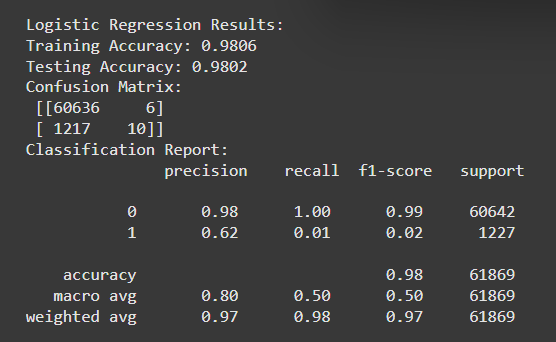 Logistic Regression Results:
Training Accuracy: 0.9806
Testing Accuracy: 0.9802
Confusion Matrix:
[[60636 6]
[ 1217 10]]
Classification Report:
precision recall f1-score support
0 0.98 1.00 0.99 60642
1 0.62 0.01 0.02 1227
accuracy 0.98 61869
macro avg 0.80 0.50 0.50 61869
weighted avg 0.97 0.98 0.97 61869